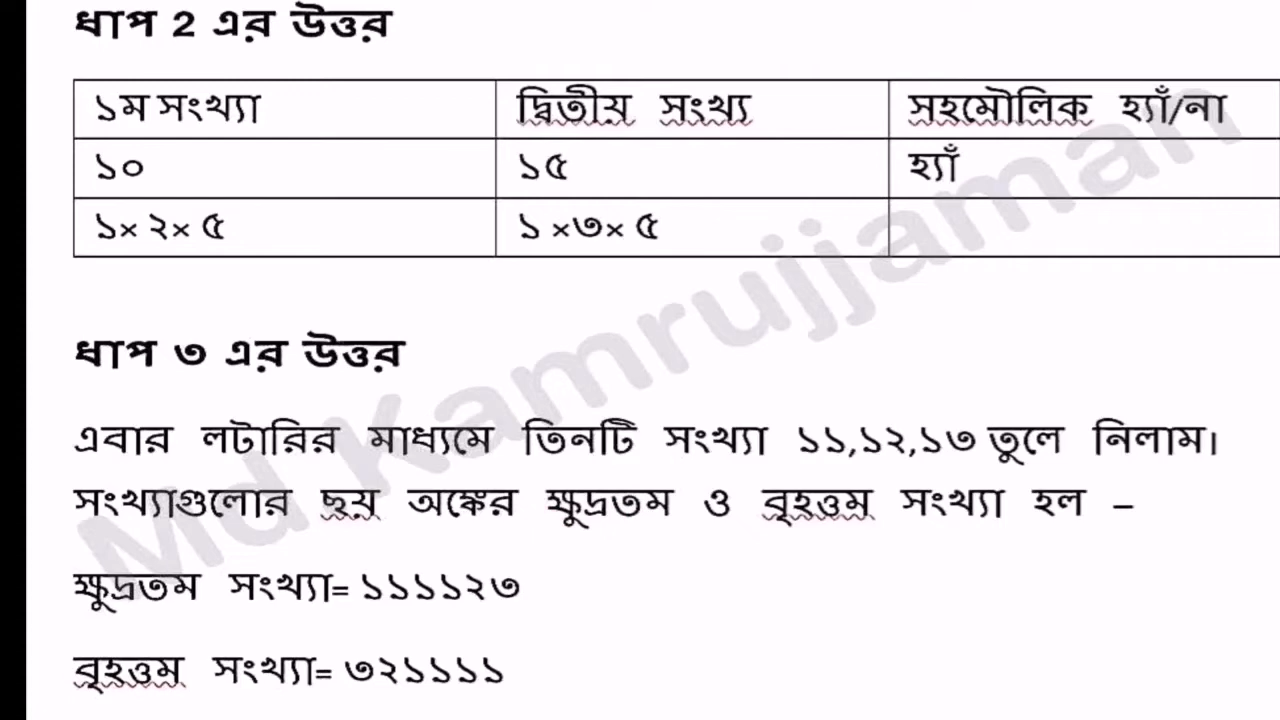 ধাপ 2 এর উত্তর
১ম সংখ্যা দ্বিতীয় সংখ্য সহমৌলিক হ্যাঁ/না
১০ ১৫ হ্যাঁ
১× ২× ৫ ১ ×৩× ৫
ধাপ ৩ এর উত্তর
এবার লটারির মাধ্যমে তিনটি সংখ্যা ১১,১২,১৩ তুলে নিলাম।
সংখ্যাগুলোর ছয় অঙ্কের ক্ষুদ্রতম ও বৃহত্তম সংখ্যা হল –
ক্ষুদ্রতম সংখ্যা= ১১১১২৩
বৃহত্তম সংখ্যা= ৩২১১১১
Md Kamrujjaman